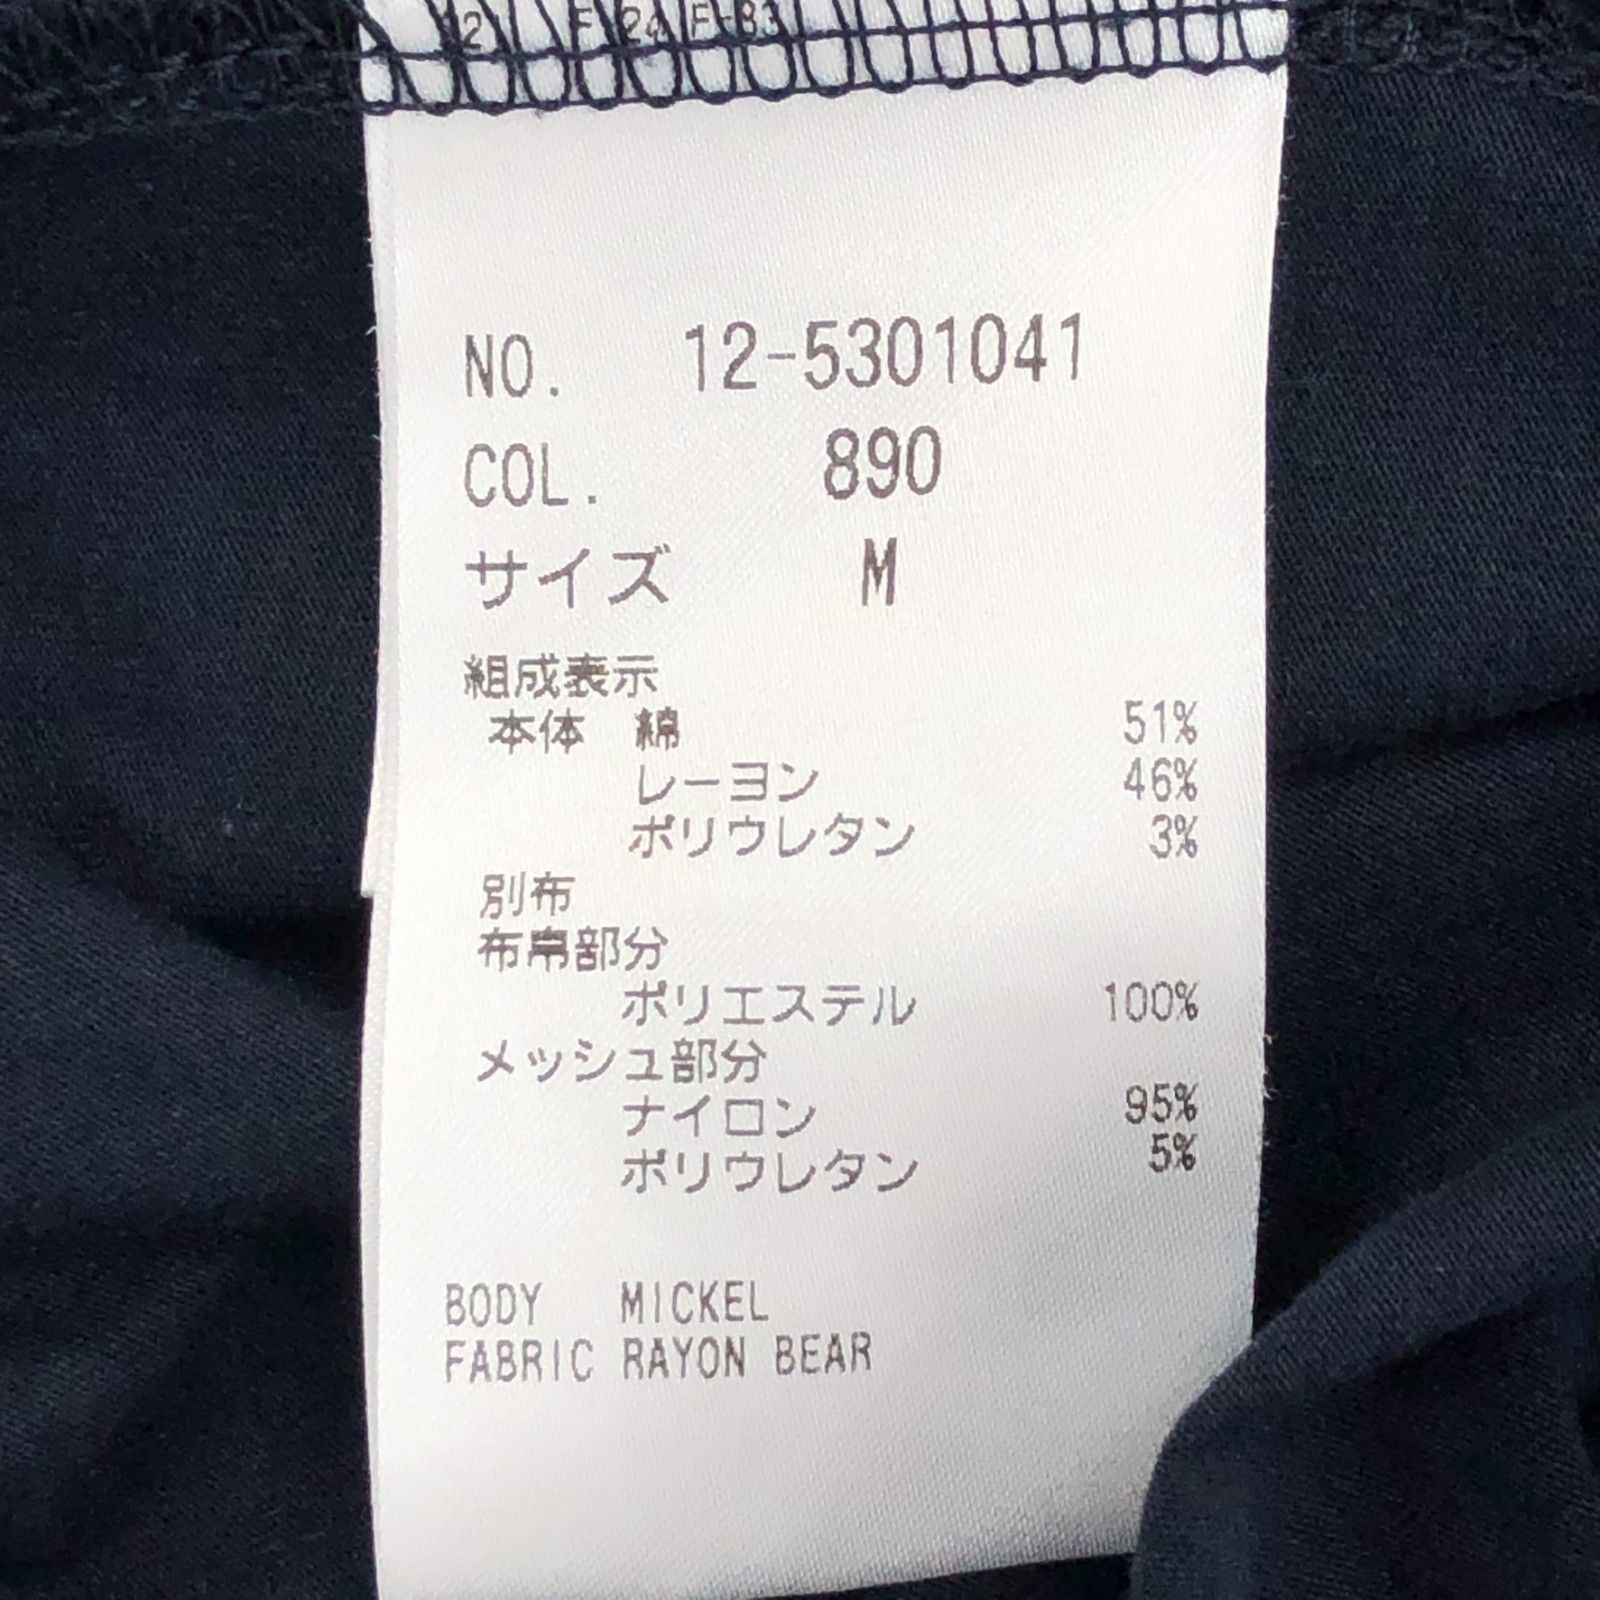 NO. 12-5301041
COL. 890
サイズ M
組成表示
本体 綿 51%
レーヨン 46%
ポリウレタン 3%
別布
布帛部分
ポリエステル 100%
メッシュ部分
ナイロン 95%
ポリウレタン 5%
BODY MICKEL
FABRIC RAYON BEAR